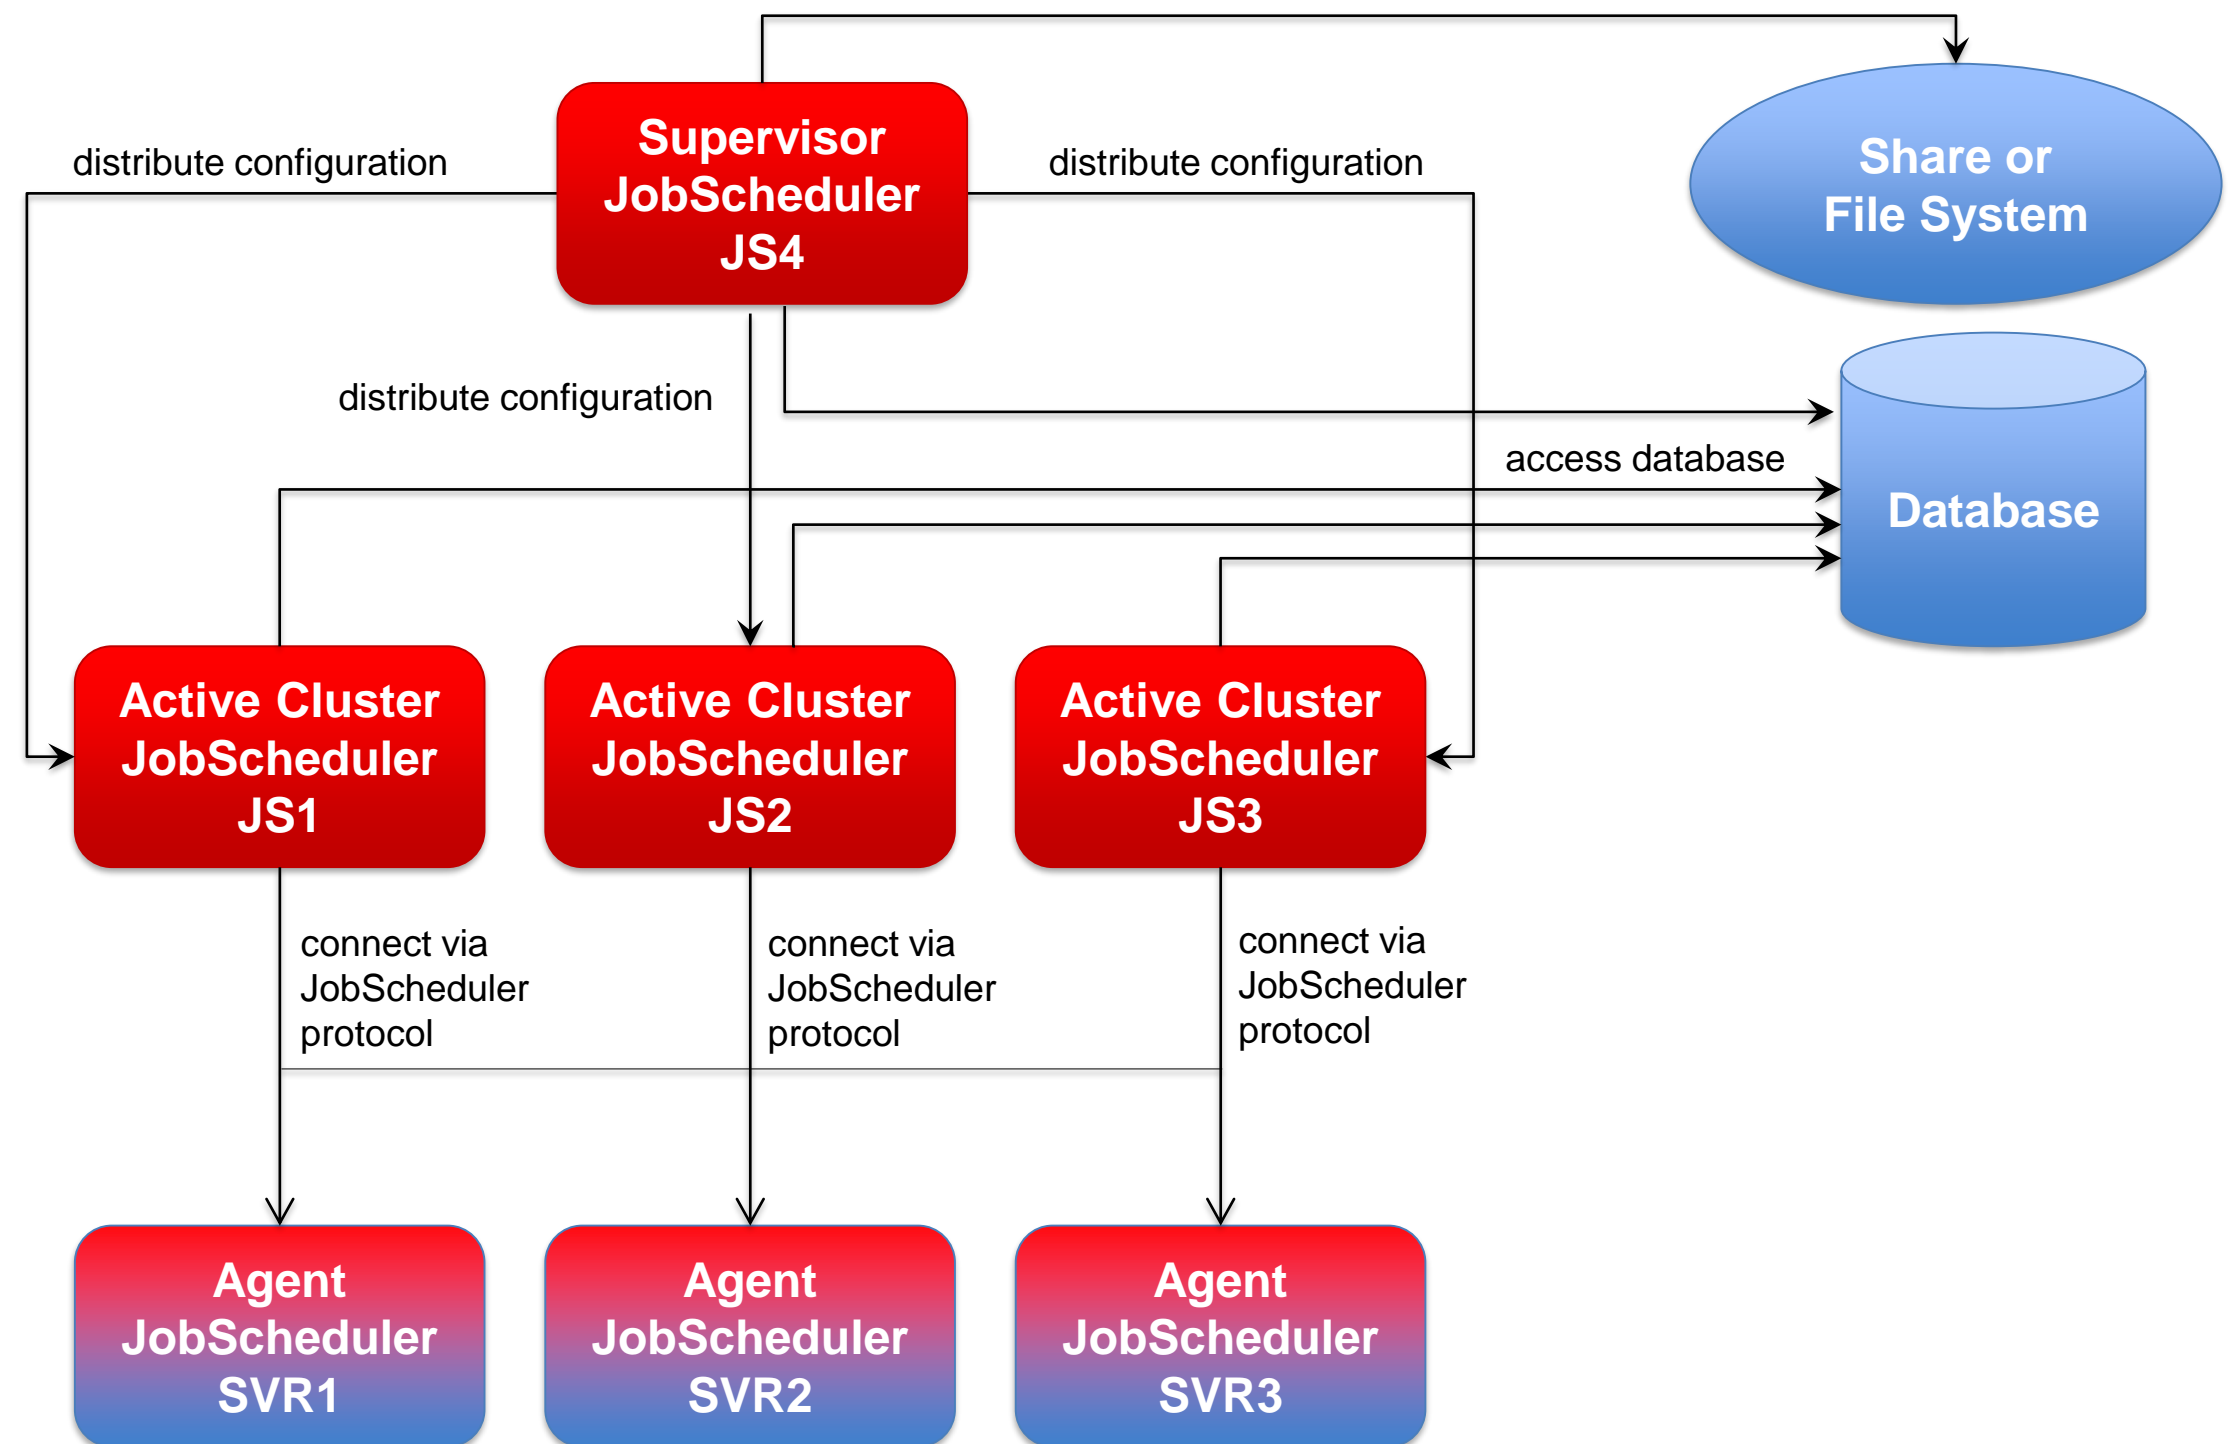 Supervisor
JobScheduler
JS4
Share or
File System
distribute configuration
distribute configuration
distribute configuration
access database
Database
Active Cluster
JobScheduler
JS1
Active Cluster
JobScheduler
JS2
Active Cluster
JobScheduler
JS3
connect via
JobScheduler
protocol
connect via
JobScheduler
protocol
connect via
JobScheduler
protocol
Agent
JobScheduler
SVR1
Agent
JobScheduler
SVR2
Agent
JobScheduler
SVR3